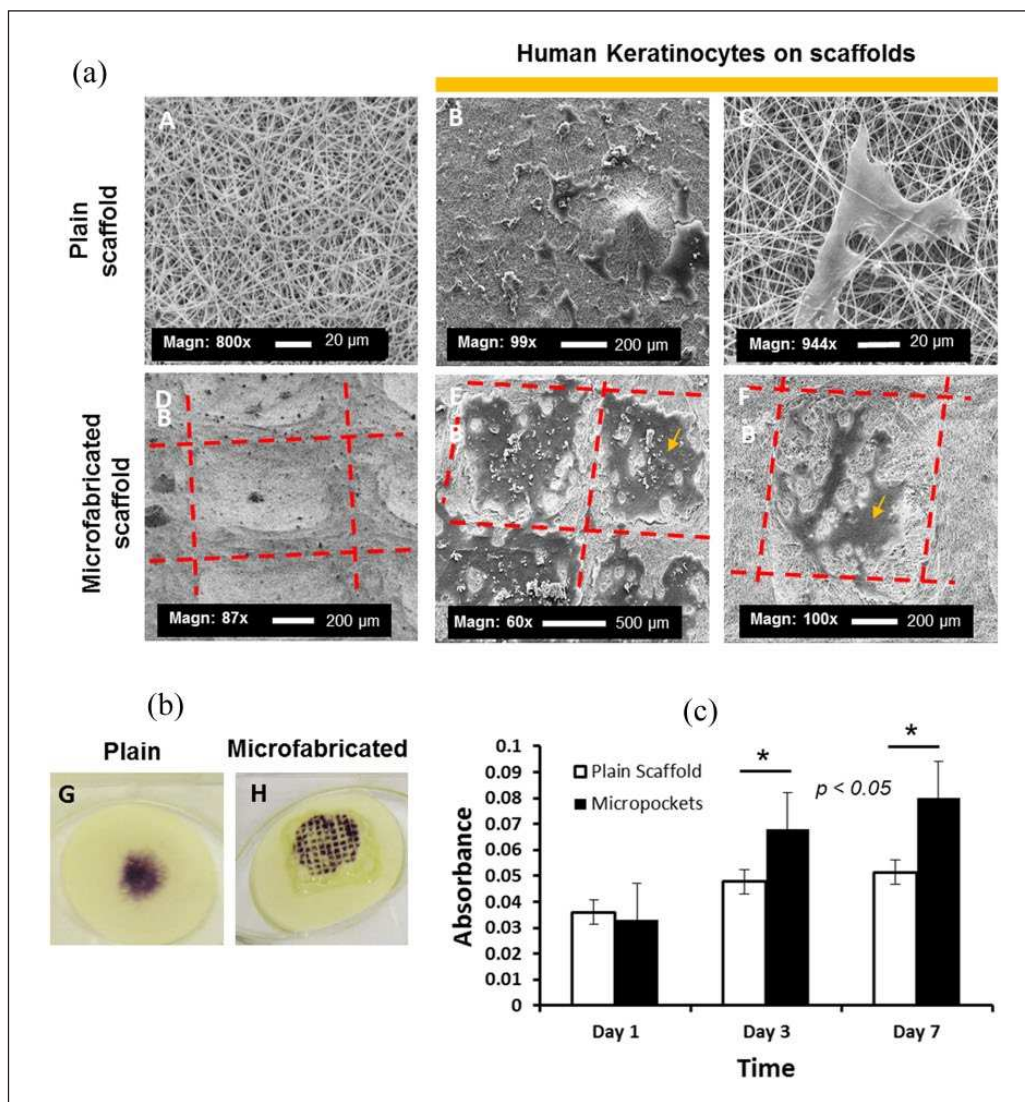 Human Keratinocytes on scaffolds
(a)
Plain
scaffold
A
Magn: 800x 20 µm
B
Magn: 99x 200 µm
C
Magn: 944x 20 µm
Microfabricated
scaffold
D
B
Magn: 87x 200 µm
E
B
Magn: 60x 500 µm
F
B
Magn: 100x 200 µm
(b)
Plain
G
Microfabricated
H
(c)
Absorbance
0.1
0.09
0.08
0.07
0.06
0.05
0.04
0.03
0.02
0.01
0
Plain Scaffold
Micropockets
*
*
p < 0.05
Day 1 Day 3 Day 7
Time